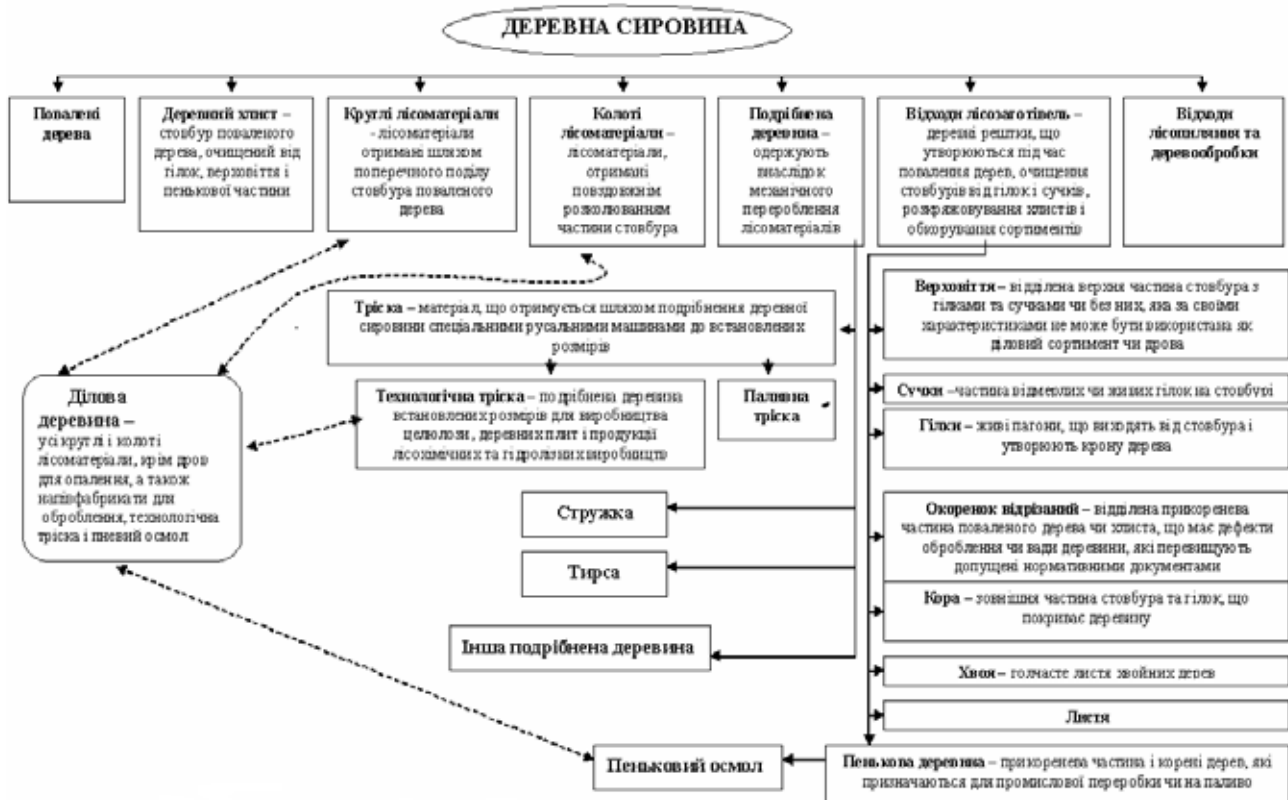 ДЕРЕВНА СИРОВИНА
Повалені
дерева
Деревний хлист –
стовбур поваленого
дерева, очищений від
гілок, верховіття і
пенькової частини
Круглі лісоматеріали
- лісоматеріали
отримані шляхом
поперечного поділу
стовбура поваленого
дерева
Колоті
лісоматеріали –
лісоматеріали,
отримані
повздовжнім
розколюванням
частини стовбура
Подрібнена
деревина –
одержують
внаслідок
механічного
перероблення
лісоматеріалів
Відходи лісозаготівель –
деревні рештки, що
утворюються під час
повалення дерев, очищення
стовбурів від гілок і сучків,
розкряжовування хлистів і
обкорування сортиментів
Відходи
лісопиляння та
деревообробки
Тріска – матеріал, що отримується шляхом подрібнення деревної
сировини спеціальними русальними машинами до встановлених
розмірів
Верховіття – відділена верхня частина стовбура з
гілками та сучками чи без них, яка за своїми
характеристиками не може бути використана як
діловий сортимент чи дрова
Ділова
деревина –
усі круглі і колоті
лісоматеріали, крім дров
для опалення, а також
напівфабрикати для
оброблення, технологічна
тріска і пневий осмол
Технологічна тріска – подрібнена деревина
встановлених розмірів для виробництва
целюлози, деревних плит і продукції
лісохімічних та гідролізних виробництв
Паливна
тріска
Сучки –частина відмерлих чи живих гілок на стовбурі
Гілки – живі пагони, що виходять від стовбура і
утворюють крону дерева
Стружка
Окоренок відрізаний – відділена прикоренева
частина поваленого дерева чи хлиста, що має дефекти
оброблення чи вади деревини, які перевищують
допущені нормативними документами
Тирса
Кора – зовнішня частина стовбура та гілок, що
покриває деревину
Інша подрібнена деревина
Хвоя – голчасте листя хвойних дерев
Листя
Пеньковий осмол
Пенькова деревина – прикоренева частина і корені дерев, які
призначаються для промислової переробки чи на паливо